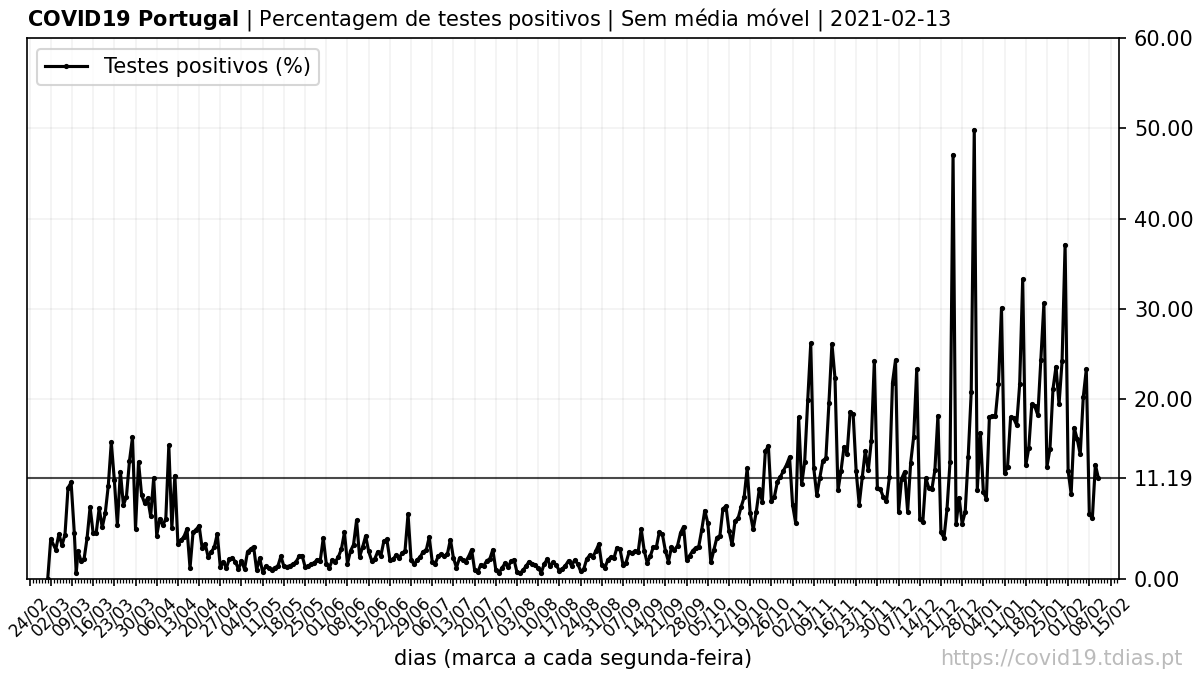 COVID19 Portugal | Percentagem de testes positivos | Sem média móvel | 2021-02-13
Testes positivos (%)
60.00
50.00
40.00
30.00
20.00
11.19
0.00
24/02 02/03 09/03 16/03 23/03 30/03 06/04 13/04 20/04 27/04 04/05 11/05 18/05 25/05 01/06 08/06 15/06 22/06 29/06 06/07 13/07 20/07 27/07 03/08 10/08 17/08 24/08 31/08 07/09 14/09 21/09 28/09 05/10 12/10 19/10 26/10 02/11 09/11 16/11 23/11 30/11 07/12 14/12 21/12 28/12 04/01 11/01 18/01 25/01 01/02 08/02 15/02
dias (marca a cada segunda-feira)
https://covid19.tdias.pt